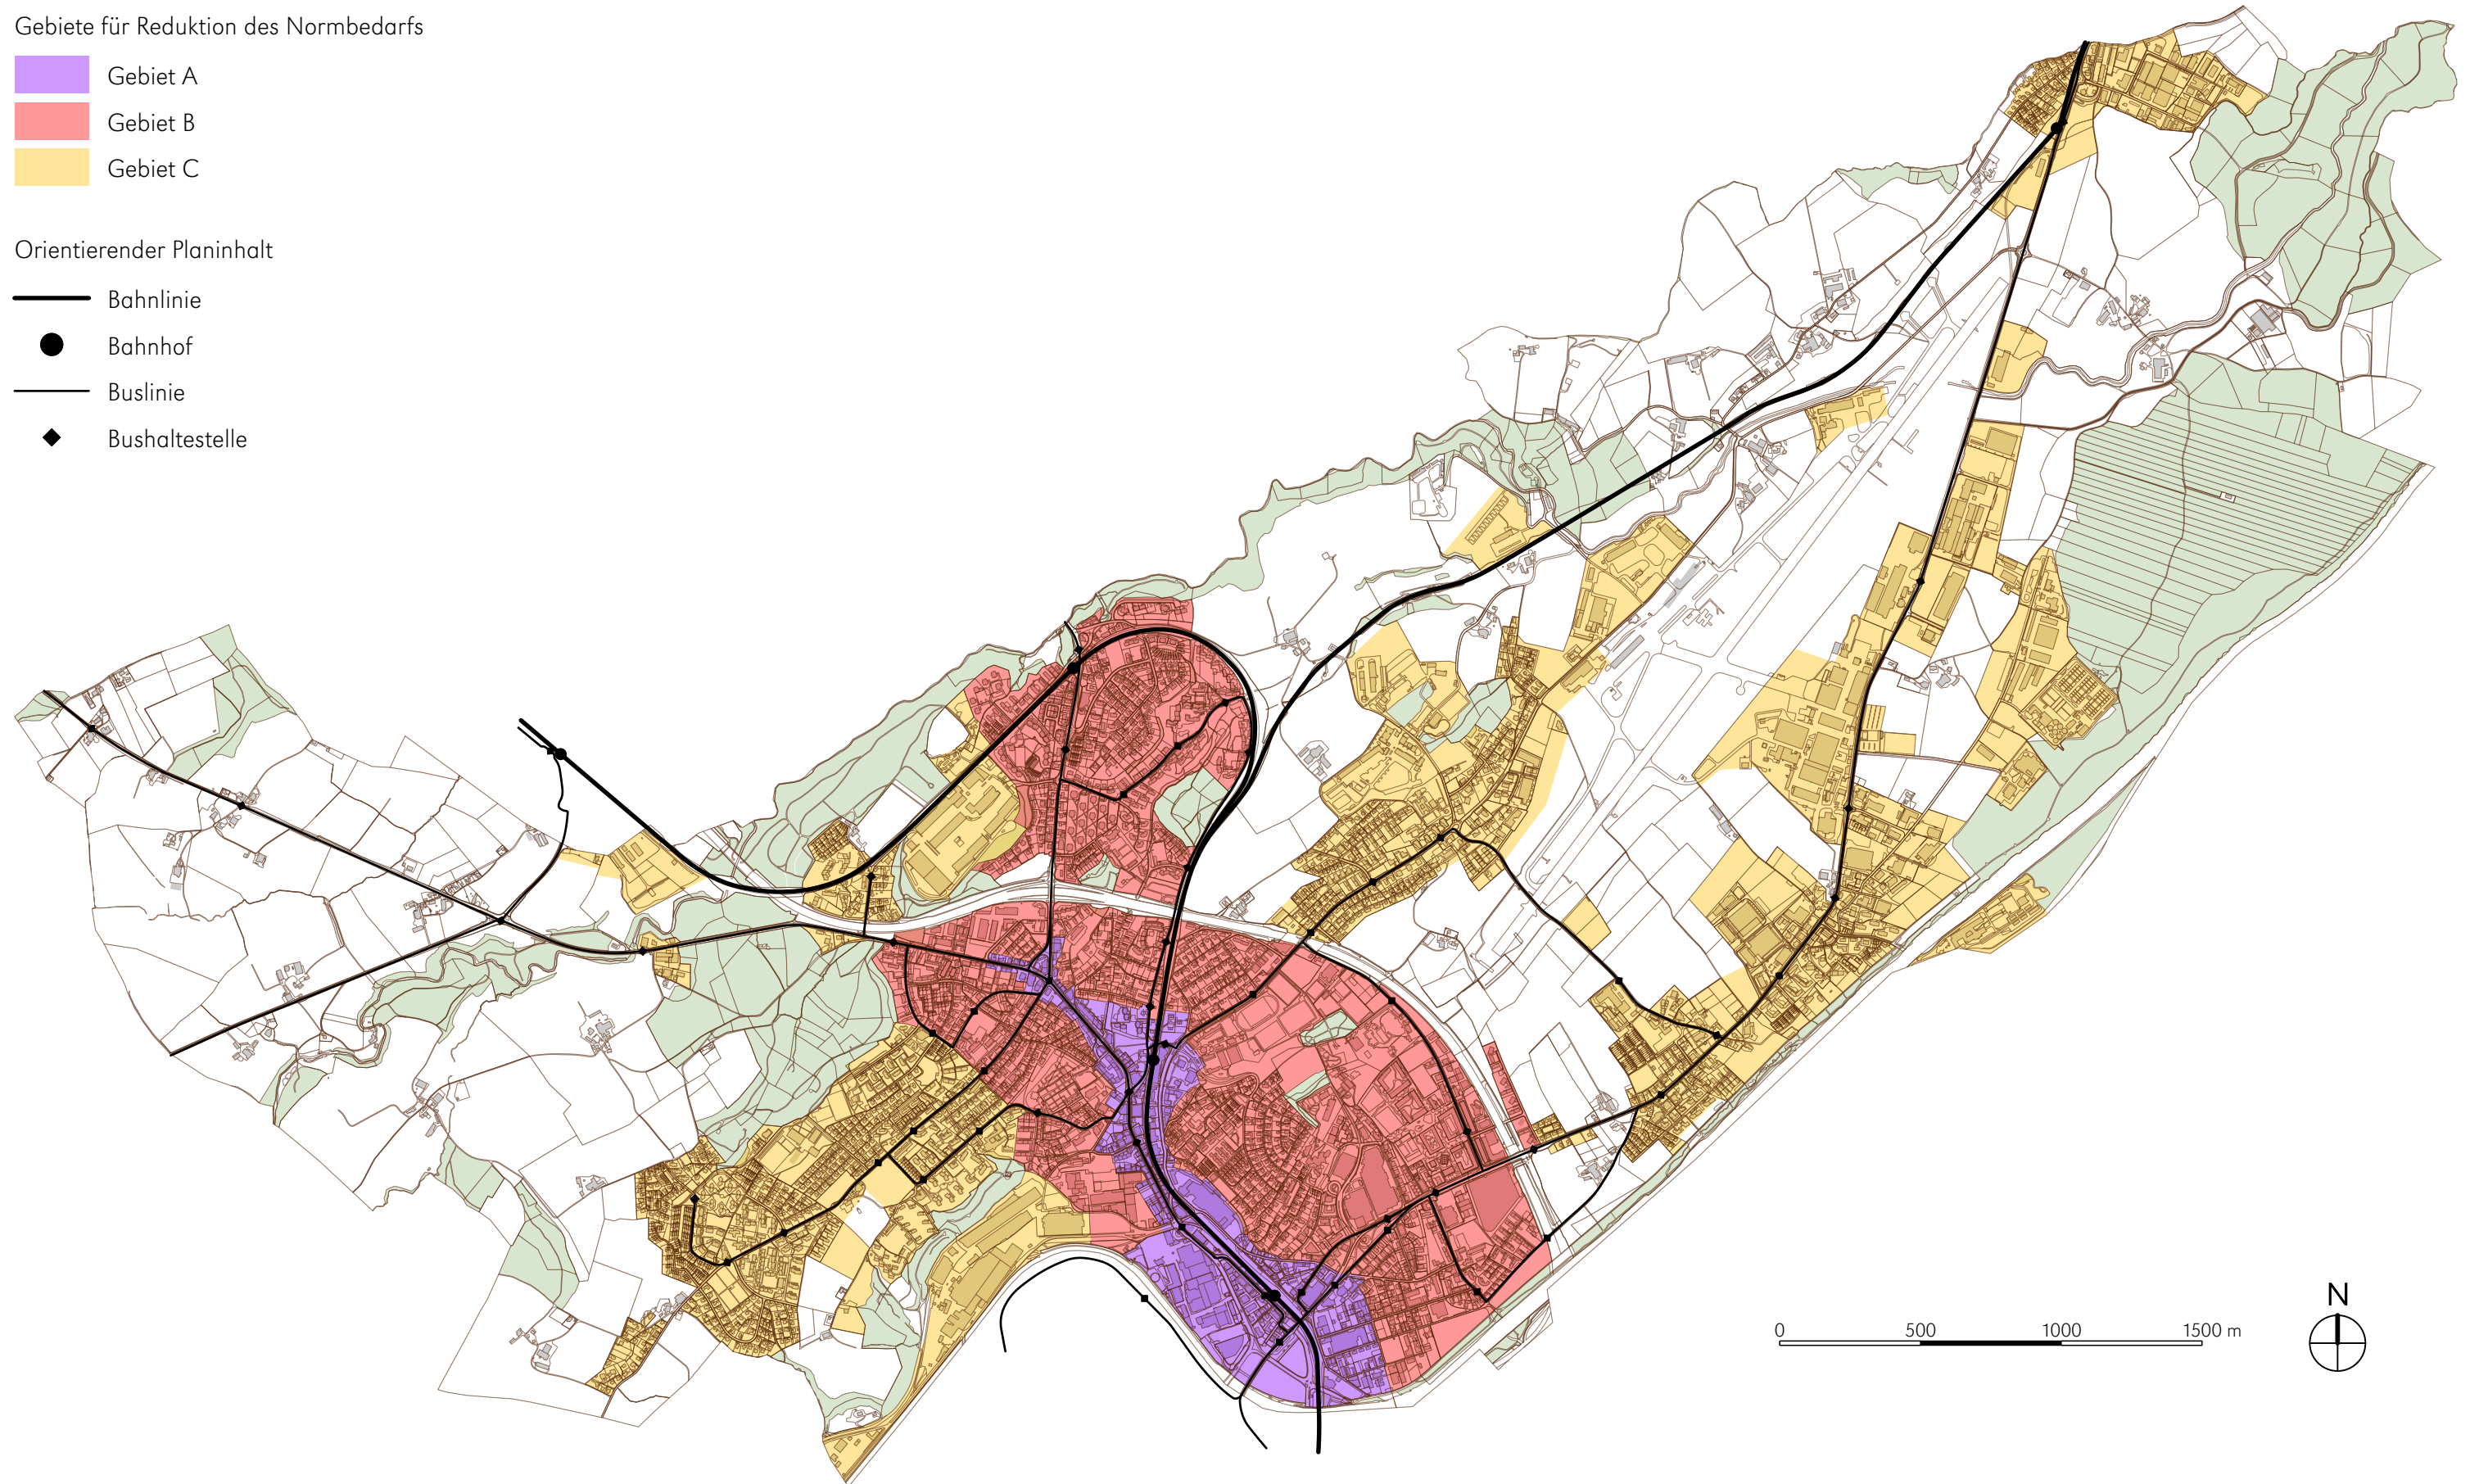 Gebiete für Reduktion des Normbedarfs
Gebiet A
Gebiet B
Gebiet C
Orientierender Planinhalt
Bahnlinie
Bahnhof
Buslinie
Bushaltestelle
N
0 500 1000 1500 m